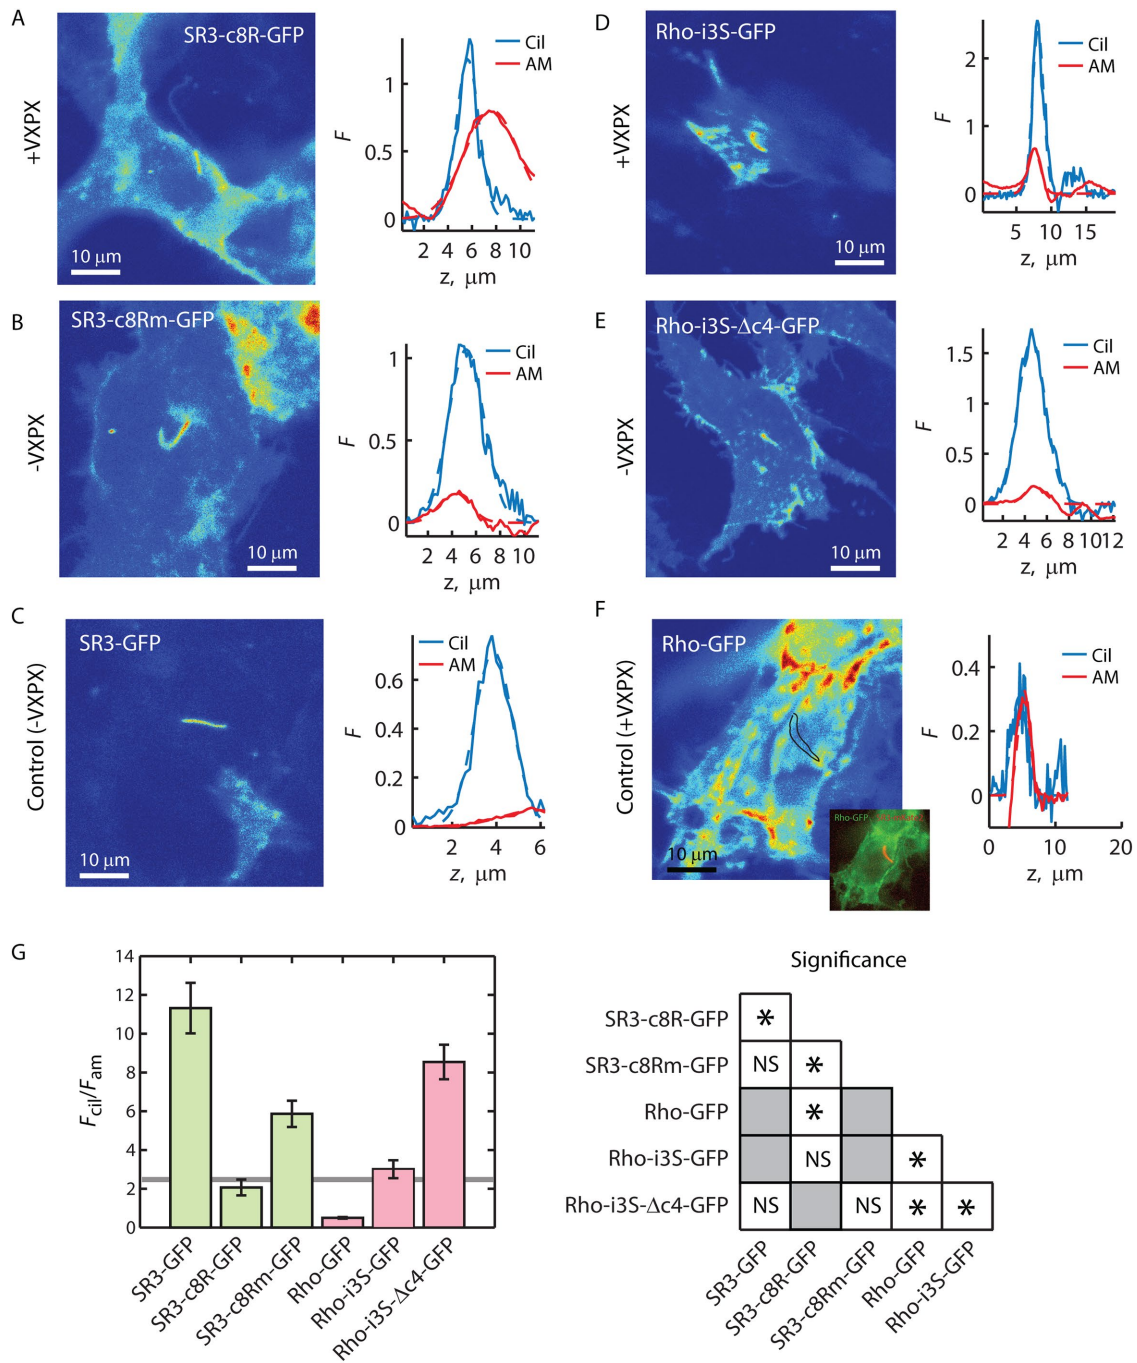 A
SR3-c8R-GFP
+VXPX
10 μm
F
1
0.5
0
Cil
AM
2 4 6 8 10
z, μm
D
Rho-i3S-GFP
+VXPX
10 μm
F
2
1
0
Cil
AM
5 10 15
z, μm
B
SR3-c8Rm-GFP
-VXPX
10 μm
F
1
0.5
0
Cil
AM
2 4 6 8 10
z, μm
E
Rho-i3S-Δc4-GFP
-VXPX
10 μm
F
1.5
1
0.5
0
Cil
AM
2 4 6 8 10 12
z, μm
C
SR3-GFP
Control (-VXPX)
10 μm
F
0.6
0.4
0.2
0
Cil
AM
2 4 6
z, μm
F
Rho-GFP
Control (+VXPX)
10 μm
Rho-GFP
F
0.4
0.2
0
Cil
AM
0 10 20
z, μm
G
Fcil/Fam
14
12
10
8
6
4
2
0
SR3-GFP
SR3-c8R-GFP
SR3-c8Rm-GFP
Rho-GFP
Rho-i3S-GFP
Rho-i3S-Δc4-GFP
Significance
SR3-c8R-GFP *
SR3-c8Rm-GFP NS *
Rho-GFP *
Rho-i3S-GFP NS *
Rho-i3S-Δc4-GFP NS NS * *
SR3-GFP
SR3-c8R-GFP
SR3-c8Rm-GFP
Rho-GFP
Rho-i3S-GFP